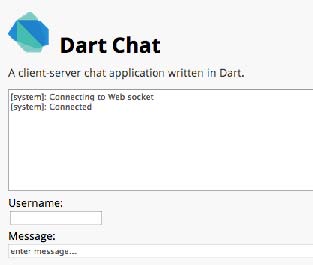 Dart Chat
A client-server chat application written in Dart.
[system]: Connecting to Web socket
[system]: Connected
Username:
Message:
enter message...